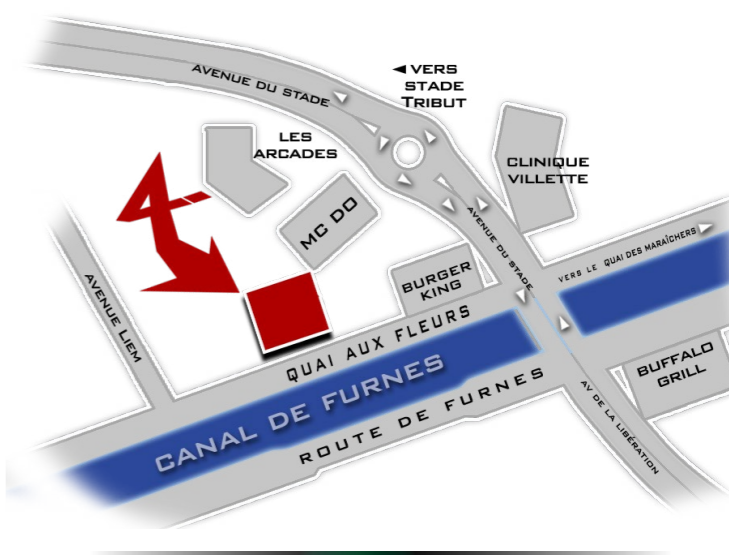 ◄ VERS
STADE
TRIBUT
AVENUE DU STADE
LES
ARCADES
CLINIQUE
VILLETTE
MC DO
AVENUE DU STADE
VERS LE QUAI DES MARAÎCHERS
BURGER
KING
AVENUE LIEM
QUAI AUX FLEURS
CANAL DE FURNES
ROUTE DE FURNES
BUFFALO
GRILL
AV DE LA LIBÉRATION